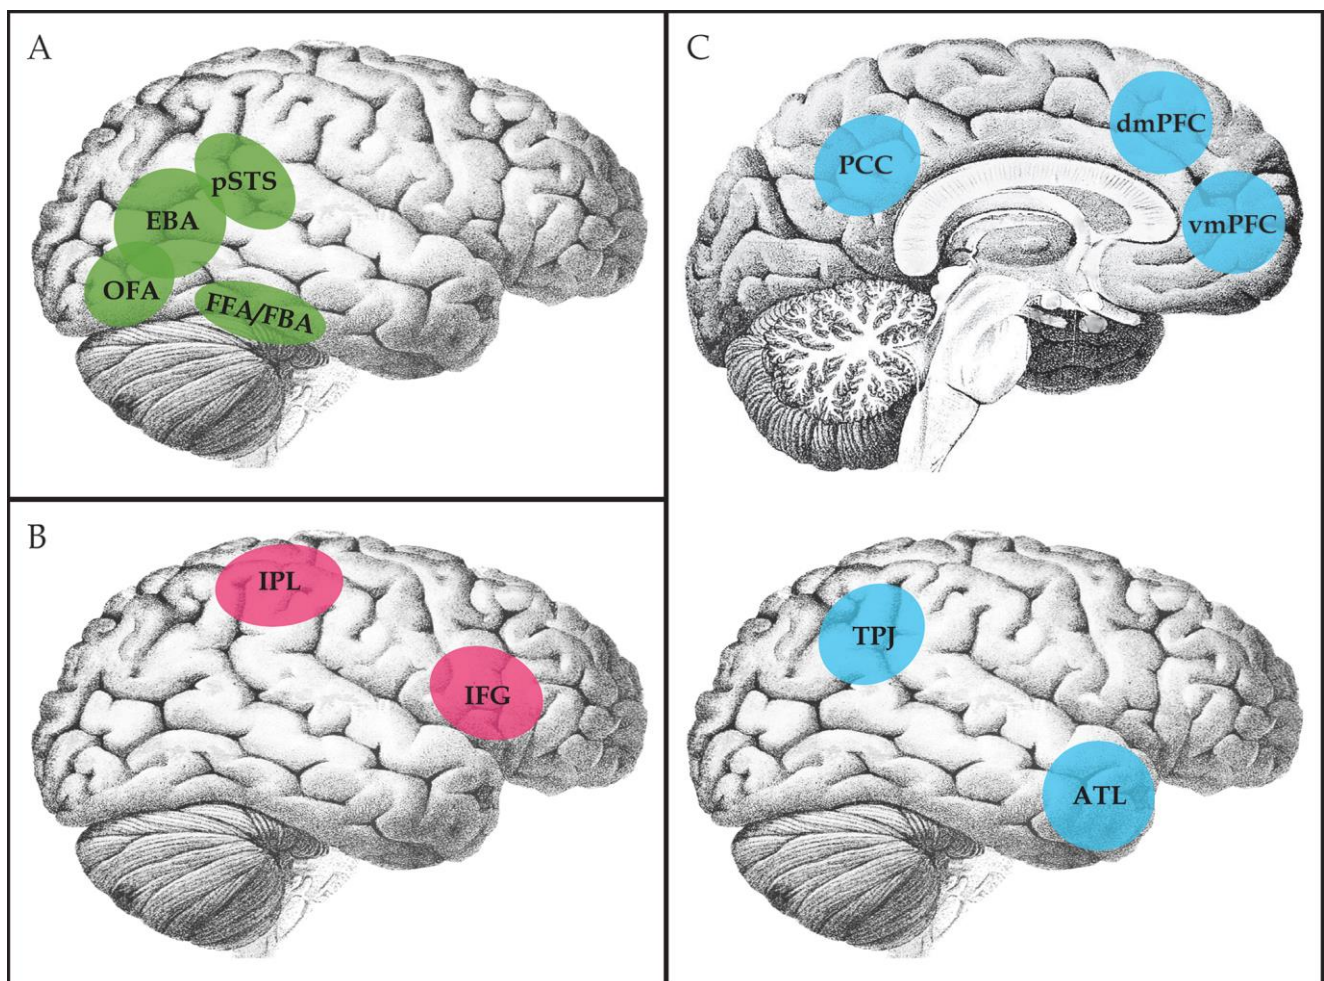 A
pSTS
EBA
OFA
FFA/FBA
B
IPL
IFG
C
dmPFC
PCC
vmPFC
TPJ
ATL